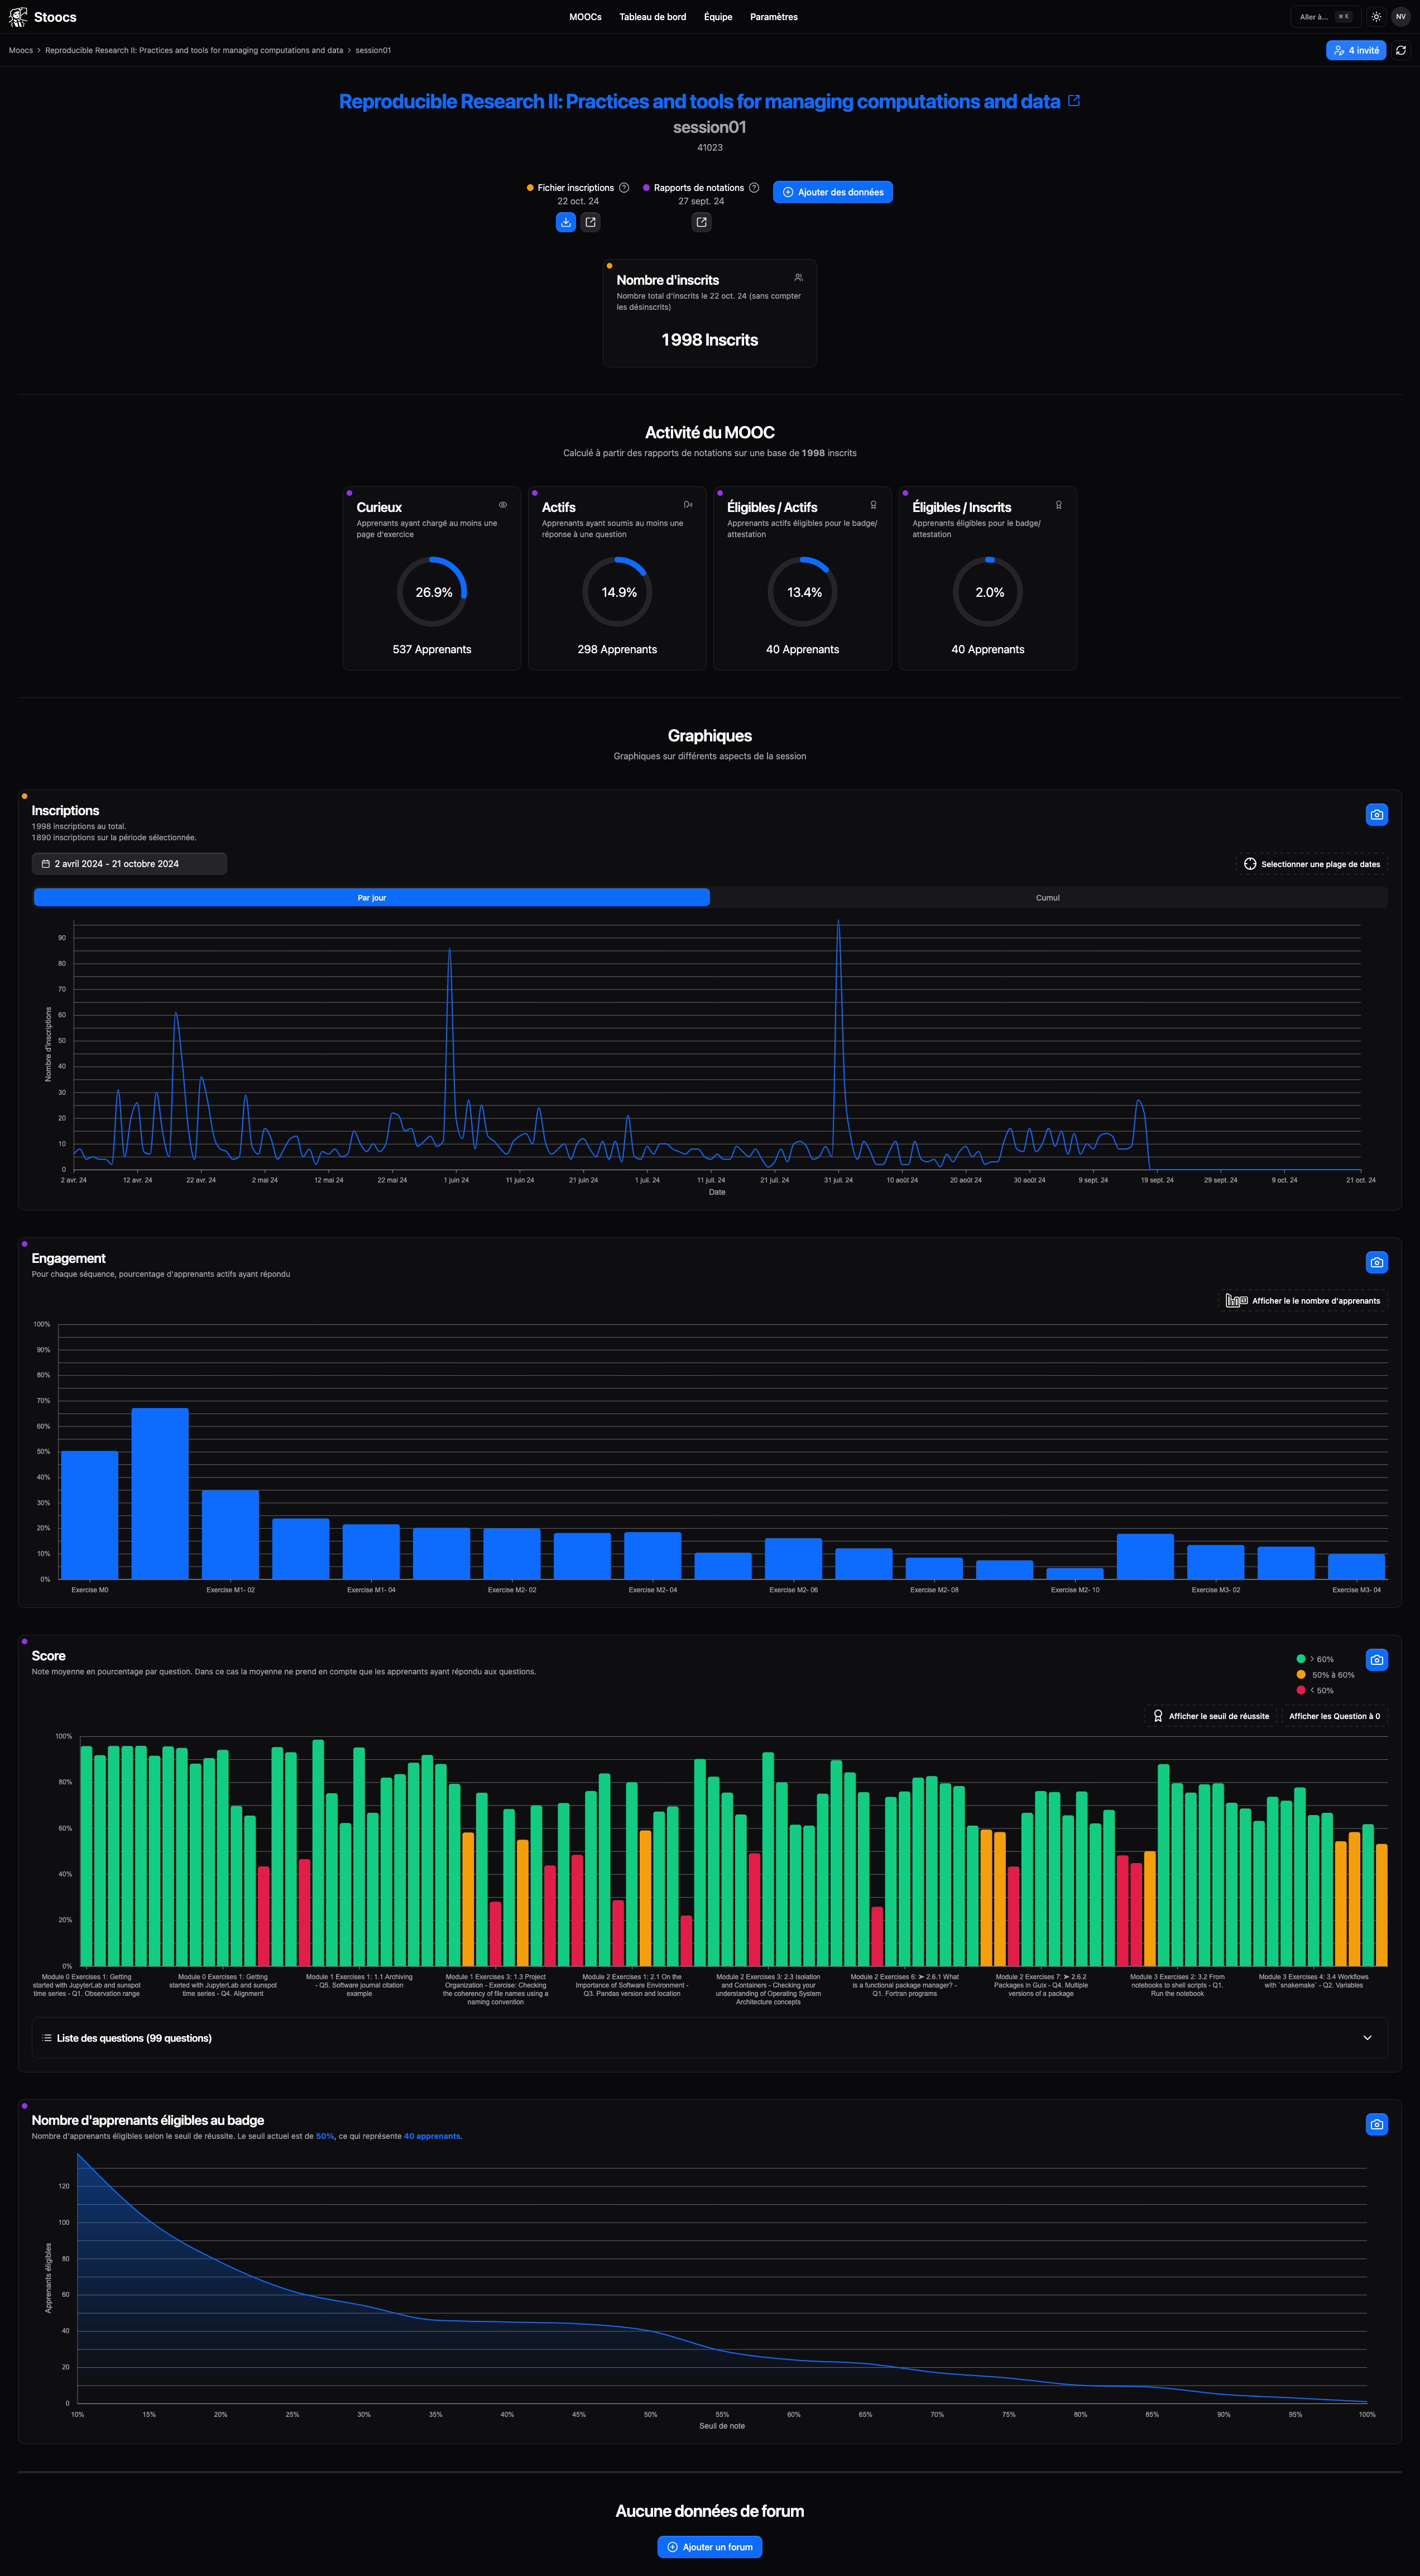 Stoocs
MOOCs
Tableau de bord
Équipe
Paramètres
Aller à...
⌘ K
NV
Moocs > Reproducible Research II: Practices and tools for managing computations and data > session01
4 invité
Reproducible Research II: Practices and tools for managing computations and data
session01
41023
Fichier inscriptions
22 oct. 24
Rapports de notations
27 sept. 24
Ajouter des données
Nombre d'inscrits
Nombre total d'inscrits le 22 oct. 24 (sans compter
les désinscrits)
1 998 Inscrits
Activité du MOOC
Calculé à partir des rapports de notations sur une base de 1 998 inscrits
Curieux
Apprenants ayant chargé au moins une
page d'exercice
26.9%
537 Apprenants
Actifs
Apprenants ayant soumis au moins une
réponse à une question
14.9%
298 Apprenants
Éligibles / Actifs
Apprenants actifs éligibles pour le badge/
attestation
13.4%
40 Apprenants
Éligibles / Inscrits
Apprenants éligibles pour le badge/
attestation
2.0%
40 Apprenants
Graphiques
Graphiques sur différents aspects de la session
Inscriptions
1 998 inscriptions au total.
1 890 inscriptions sur la période sélectionnée.
2 avril 2024 - 21 octobre 2024
Selectionner une plage de dates
Par jour
Cumul
90
80
70
60
50
40
30
20
10
0
Nombre d'inscriptions
2 avr. 24
12 avr. 24
22 avr. 24
2 mai 24
12 mai 24
22 mai 24
1 juin 24
11 juin 24
21 juin 24
1 juil. 24
11 juil. 24
21 juil. 24
31 juil. 24
10 août 24
20 août 24
30 août 24
9 sept. 24
19 sept. 24
29 sept. 24
9 oct. 24
21 oct. 24
Date
Engagement
Pour chaque séquence, pourcentage d'apprenants actifs ayant répondu
Afficher le le nombre d'apprenants
100%
90%
80%
70%
60%
50%
40%
30%
20%
10%
0%
Exercise M0
Exercise M1- 02
Exercise M1- 04
Exercise M2- 02
Exercise M2- 04
Exercise M2- 06
Exercise M2- 08
Exercise M2- 10
Exercise M3- 02
Exercise M3- 04
Score
Note moyenne en pourcentage par question. Dans ce cas la moyenne ne prend en compte que les apprenants ayant répondu aux questions.
> 60%
50% à 60%
< 50%
Afficher le seuil de réussite
Afficher les Question à 0
100%
80%
60%
40%
20%
0%
Module 0 Exercises 1: Getting
started with JupyterLab and sunspot
time series - Q1. Observation range
Module 0 Exercises 1: Getting
started with JupyterLab and sunspot
time series - Q4. Alignment
Module 1 Exercises 1: 1.1 Archiving
- Q5. Software journal citation
example
Module 1 Exercises 3: 1.3 Project
Organization - Exercise: Checking
the coherency of file names using a
naming convention
Module 2 Exercises 1: 2.1 On the
Importance of Software Environment -
Q3. Pandas version and location
Module 2 Exercises 3: 2.3 Isolation
and Containers - Checking your
understanding of Operating System
Architecture concepts
Module 2 Exercises 6: ➤ 2.6.1 What
is a functional package manager? -
Q1. Fortran programs
Module 2 Exercises 7: ➤ 2.6.2
Packages in Guix - Q4. Multiple
versions of a package
Module 3 Exercises 2: 3.2 From
notebooks to shell scripts - Q1.
Run the notebook
Module 3 Exercises 4: 3.4 Workflows
with `snakemake` - Q2. Variables
Liste des questions (99 questions)
Nombre d'apprenants éligibles au badge
Nombre d'apprenants éligibles selon le seuil de réussite. Le seuil actuel est de 50%, ce qui représente 40 apprenants.
120
100
80
60
40
20
0
Apprenants éligibles
10%
15%
20%
25%
30%
35%
40%
45%
50%
55%
60%
65%
70%
75%
80%
85%
90%
95%
100%
Seuil de note
Aucune données de forum
Ajouter un forum